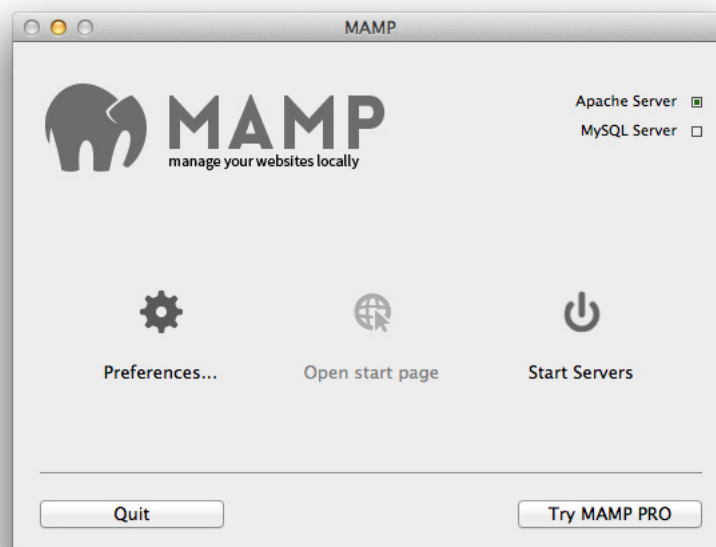 MAMP
MAMP
manage your websites locally
Apache Server
MySQL Server
Preferences...
Open start page
Start Servers
Quit
Try MAMP PRO